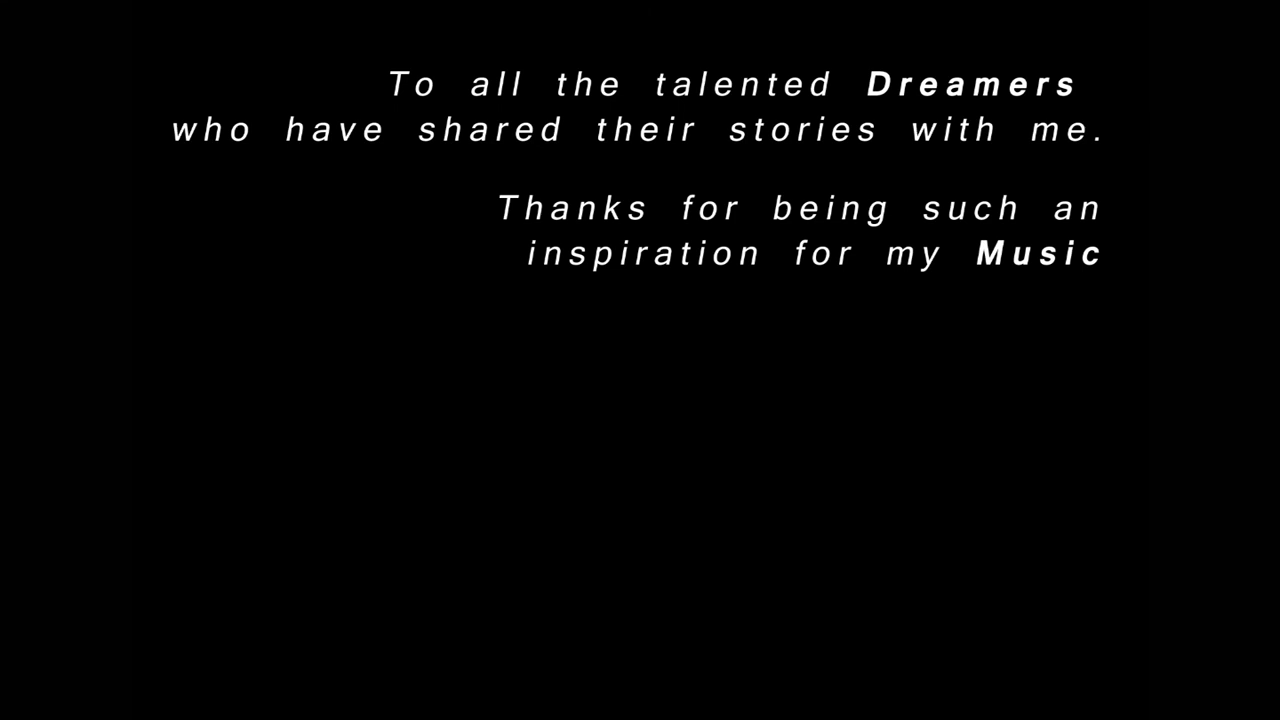 To all the talented Dreamers
who have shared their stories with me.
Thanks for being such an
inspiration for my Music